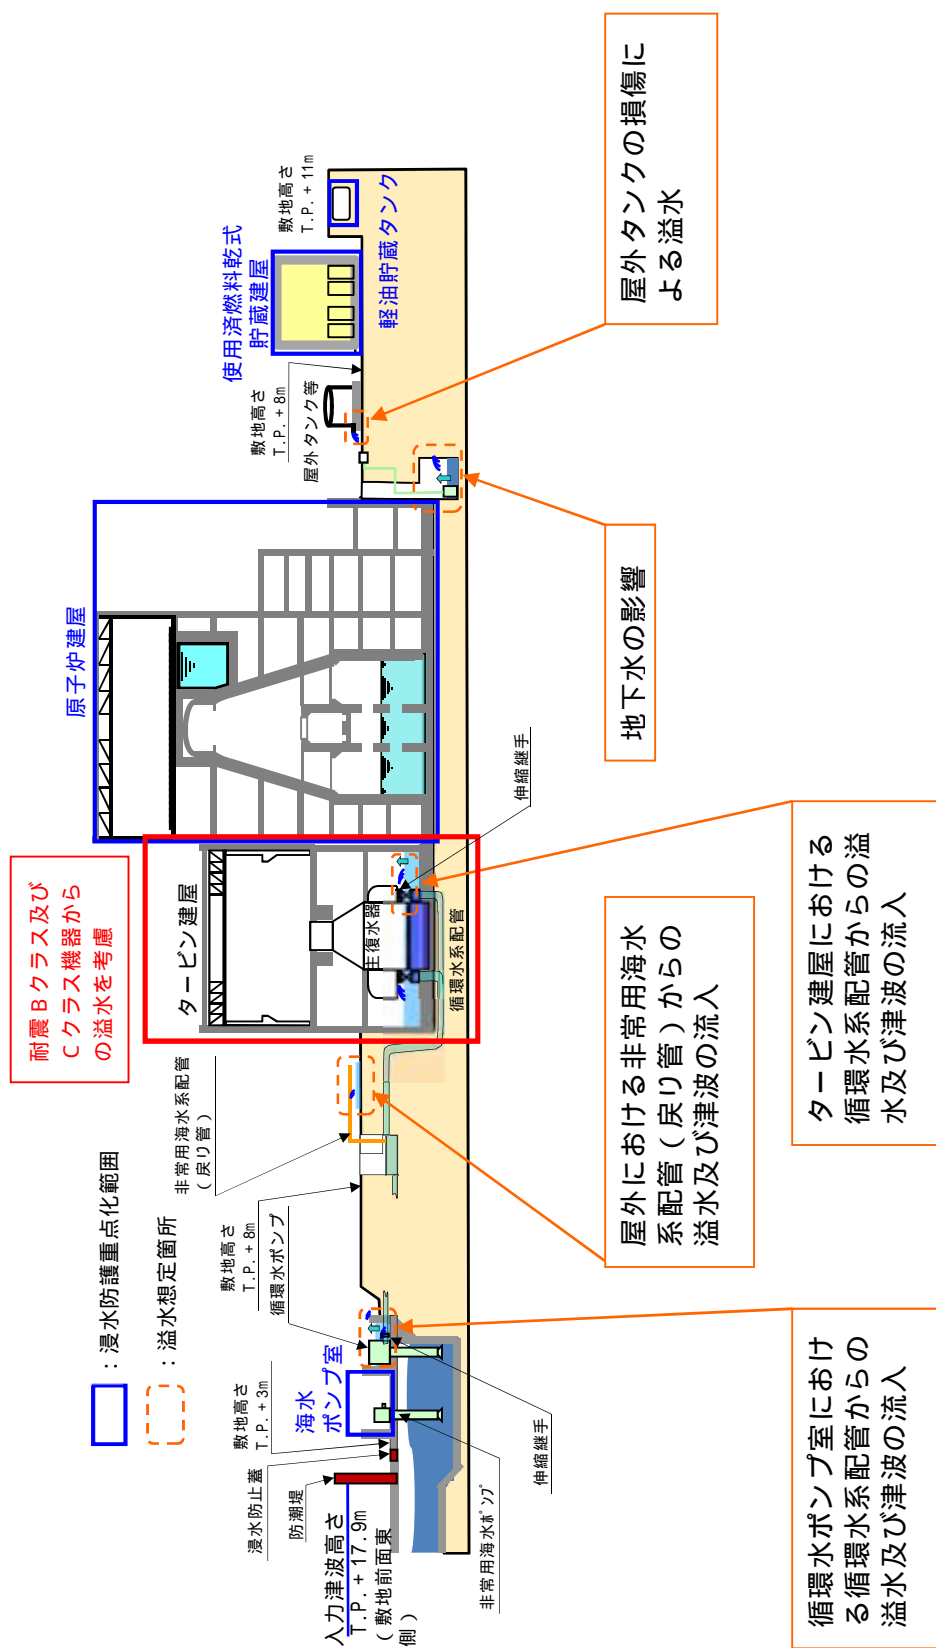 ：浸水防護重点化範囲
：溢水想定箇所
耐震Ｂクラス及び
Ｃクラス機器から
の溢水を考慮
原子炉建屋
タービン建屋
使用済燃料乾式
貯蔵建屋
敷地高さ
T.P.＋11m
軽油貯蔵タンク
敷地高さ
T.P.＋8m
屋外タンク等
主復水器
循環水系配管
伸縮継手
非常用海水系配管
（戻り管）
敷地高さ
T.P.＋8m
循環水ポンプ
海水
ポンプ室
敷地高さ
T.P.＋3m
浸水防止蓋
防潮堤
入力津波高さ
T.P.＋17.9m
（敷地前面東
側）
非常用海水ﾎﾟﾝﾌﾟ
伸縮継手
循環水ポンプ室におけ
る循環水系配管からの
溢水及び津波の流入
屋外における非常用海水
系配管（戻り管）からの
溢水及び津波の流入
タービン建屋における
循環水系配管からの溢
水及び津波の流入
地下水の影響
屋外タンクの損傷に
よる溢水